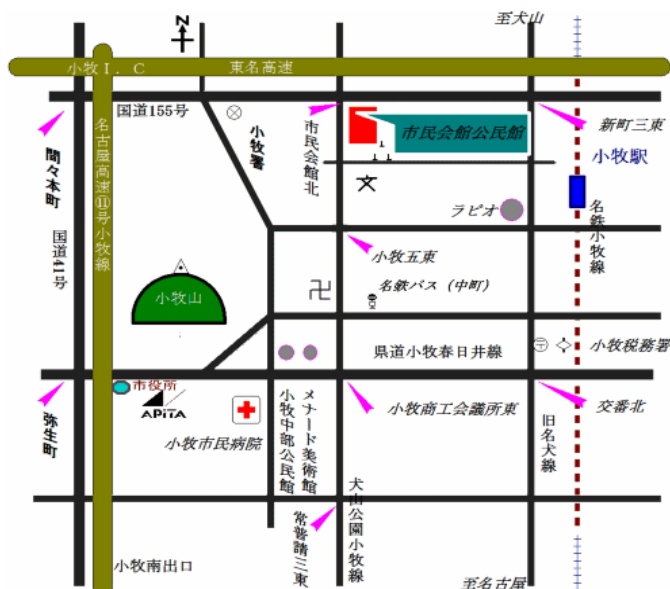 至犬山
N
小牧I.C
東名高速
国道155号
小牧署
市民会館北
市民会館公民館
新町三東
小牧駅
間々本町
名古屋高速⑪号小牧線
国道41号
文
ラピオ
名鉄小牧線
小牧五東
小牧山
卍
名鉄バス(中町)
県道小牧春日井線
〒
小牧税務署
市役所
APiTA
弥生町
小牧市民病院
小牧中部公民館
メナード美術館
小牧商工会議所東
交番北
旧名犬線
常普請三東
犬山公園小牧線
小牧南出口
至名古屋